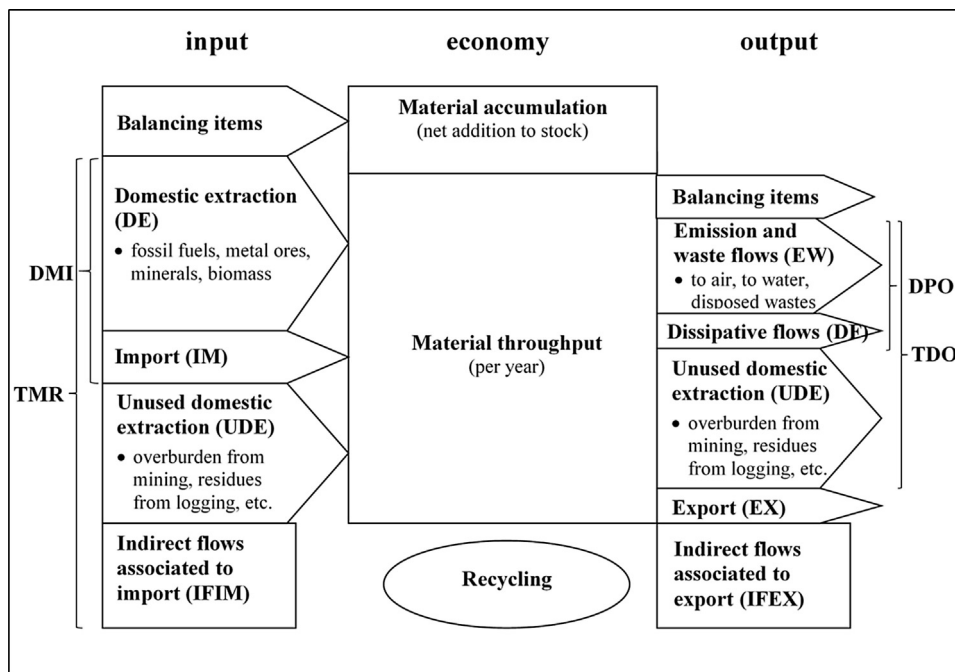 input
economy
output
Balancing items
Material accumulation
(net addition to stock)
Domestic extraction
(DE)
• fossil fuels, metal ores,
minerals, biomass
DMI
Import (IM)
TMR
Unused domestic
extraction (UDE)
• overburden from
mining, residues
from logging, etc.
Indirect flows
associated to
import (IFIM)
Material throughput
(per year)
Recycling
Balancing items
Emission and
waste flows (EW)
• to air, to water,
disposed wastes
DPO
Dissipative flows (DF)
TDO
Unused domestic
extraction (UDE)
• overburden from
mining, residues
from logging, etc.
Export (EX)
Indirect flows
associated to
export (IFEX)